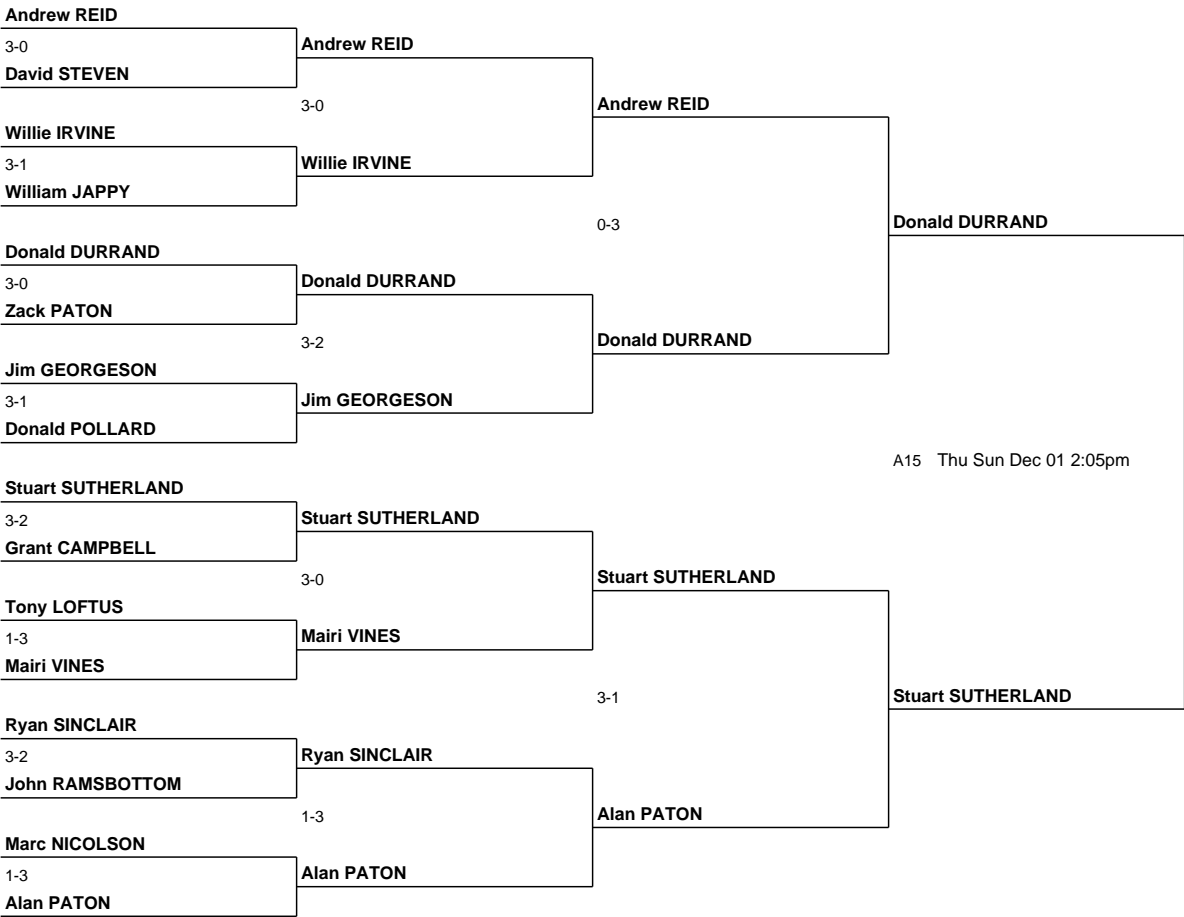 Andrew REID
3-0
Andrew REID
David STEVEN
3-0
Andrew REID
Willie IRVINE
3-1
Willie IRVINE
William JAPPY
0-3
Donald DURRAND
Donald DURRAND
3-0
Donald DURRAND
Zack PATON
3-2
Donald DURRAND
Jim GEORGESON
3-1
Jim GEORGESON
Donald POLLARD
A15 Thu Sun Dec 01 2:05pm
Stuart SUTHERLAND
3-2
Stuart SUTHERLAND
Grant CAMPBELL
3-0
Stuart SUTHERLAND
Tony LOFTUS
1-3
Mairi VINES
Mairi VINES
3-1
Stuart SUTHERLAND
Ryan SINCLAIR
3-2
Ryan SINCLAIR
John RAMSBOTTOM
1-3
Alan PATON
Marc NICOLSON
1-3
Alan PATON
Alan PATON